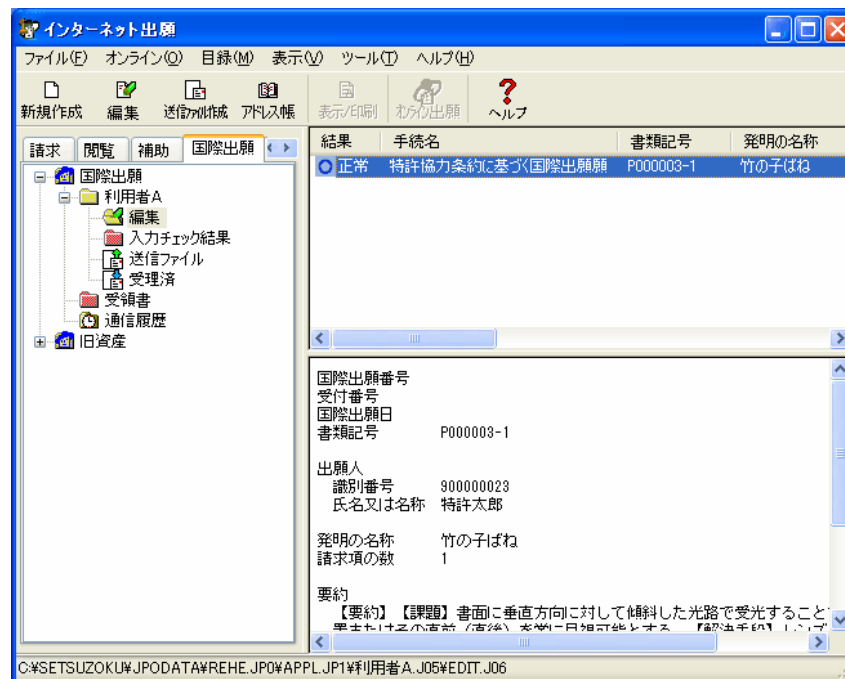 インターネット出願
ファイル(F) オンライン(O) 目録(M) 表示(V) ツール(T) ヘルプ(H)
新規作成 編集 送信ファイル作成 アドレス帳 表示/印刷 オンライン出願 ヘルプ
請求 閲覧 補助 国際出願
国際出願
利用者A
編集
入力チェック結果
送信ファイル
受理済
受領書
通信履歴
旧資産
結果 手続名 書類記号 発明の名称
正常 特許協力条約に基づく国際出願願 P000003-1 竹の子ばね
国際出願番号
受付番号
国際出願日
書類記号 P000003-1
出願人
識別番号 900000023
氏名又は名称 特許太郎
発明の名称 竹の子ばね
請求項の数 1
要約
【要約】【課題】書面に垂直方向に対して傾斜した光路で受光すること
C:¥SETSUZOKU¥JPODATA¥REHE.JP0¥APPL.JP1¥利用者A.J05¥EDIT.J06